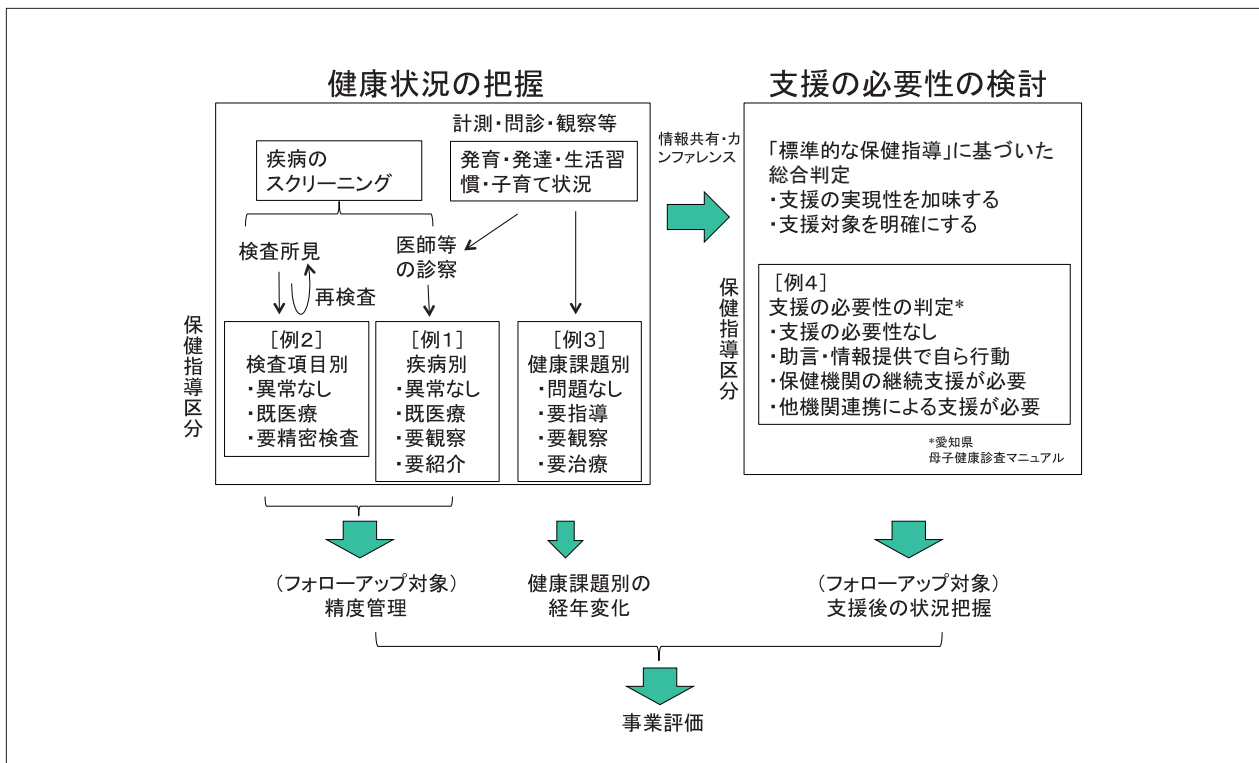 健康状況の把握
計測・問診・観察等
疾病の
スクリーニング
発育・発達・生活習
慣・子育て状況
検査所見
再検査
医師等
の診察
保健指導区分
［例２］
検査項目別
・異常なし
・既医療
・要精密検査
［例１］
疾病別
・異常なし
・既医療
・要観察
・要紹介
［例３］
健康課題別
・問題なし
・要指導
・要観察
・要治療
情報共有・カ
ンファレンス
支援の必要性の検討
「標準的な保健指導」に基づいた
総合判定
・支援の実現性を加味する
・支援対象を明確にする
保健指導区分
［例４］
支援の必要性の判定*
・支援の必要性なし
・助言・情報提供で自ら行動
・保健機関の継続支援が必要
・他機関連携による支援が必要
*愛知県
母子健康診査マニュアル
（フォローアップ対象）
精度管理
健康課題別の
経年変化
（フォローアップ対象）
支援後の状況把握
事業評価